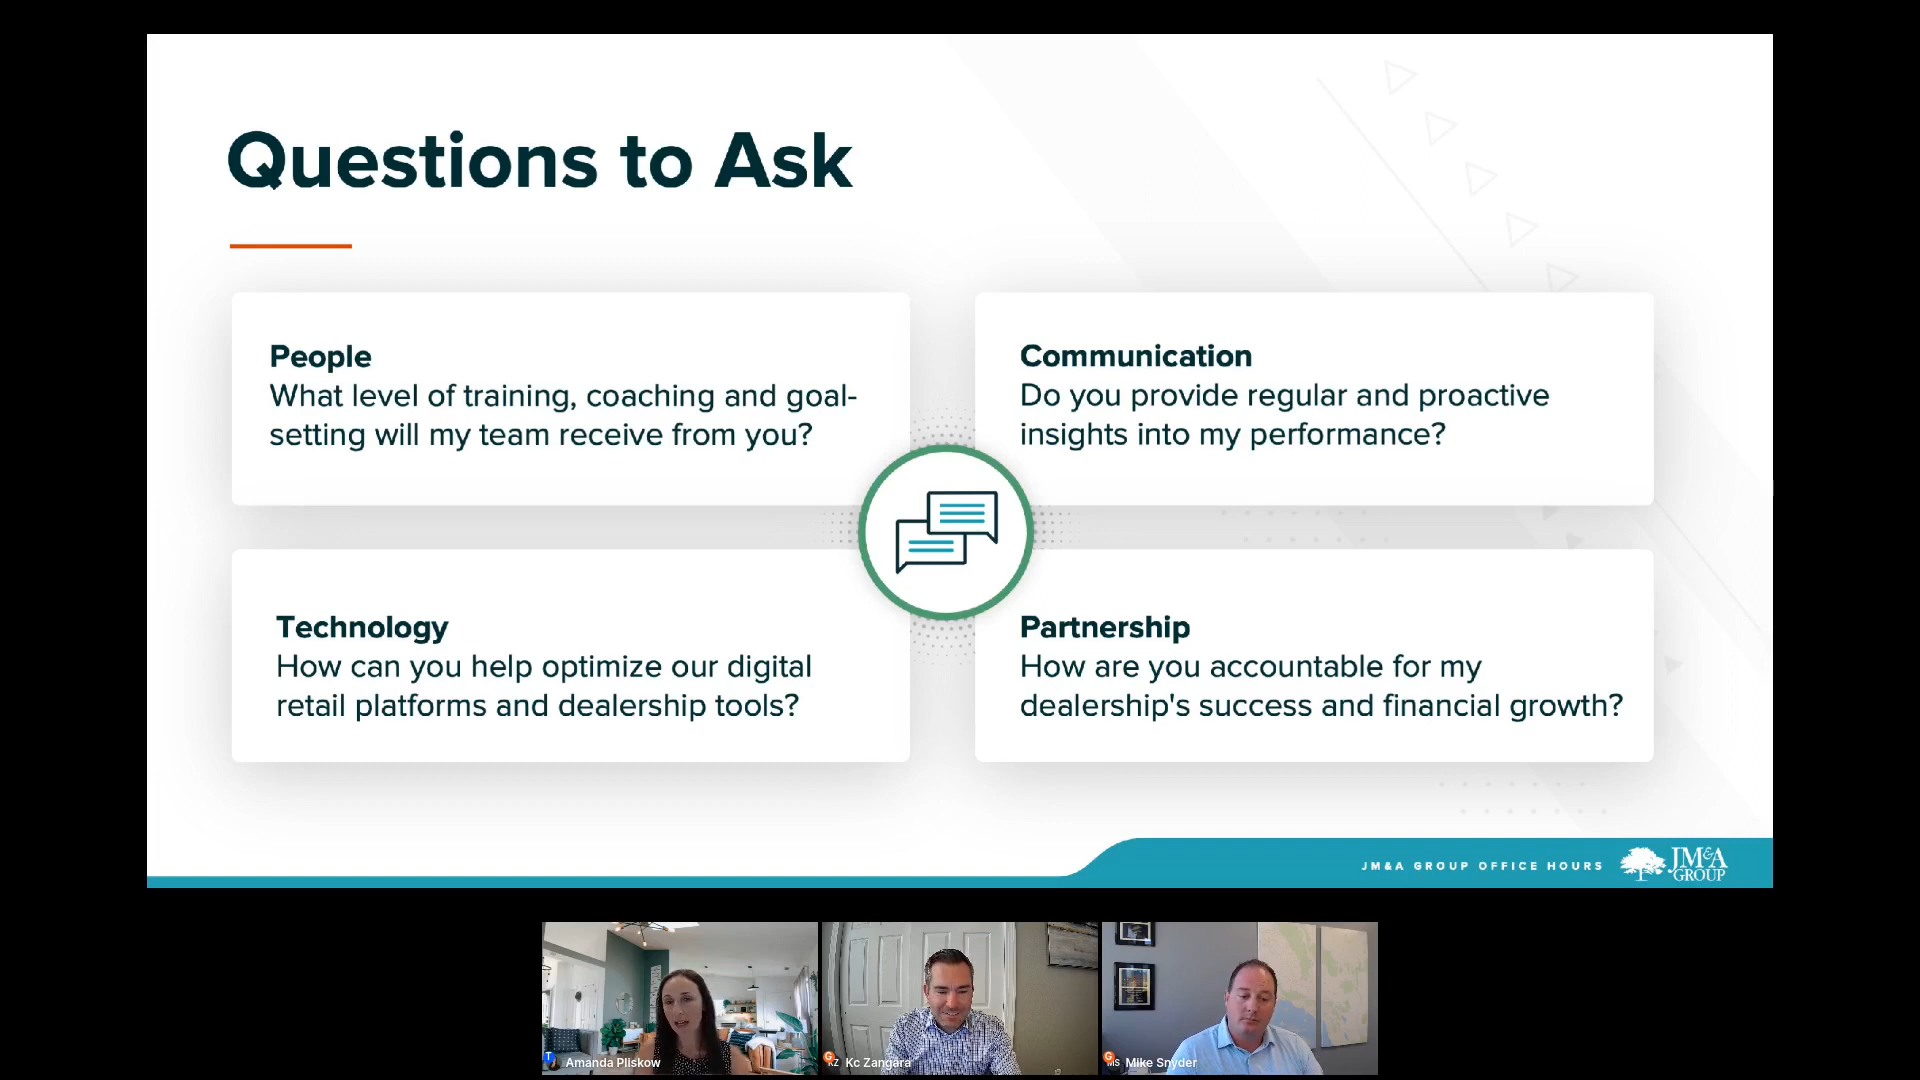 Questions to Ask
People
What level of training, coaching and goal-
setting will my team receive from you?
Communication
Do you provide regular and proactive
insights into my performance?
Technology
How can you help optimize our digital
retail platforms and dealership tools?
Partnership
How are you accountable for my
dealership's success and financial growth?
JM&A GROUP OFFICE HOURS
JM&A
GROUP
T Amanda Pliskow
G KZ Kc Zangara
G MS Mike Snyder